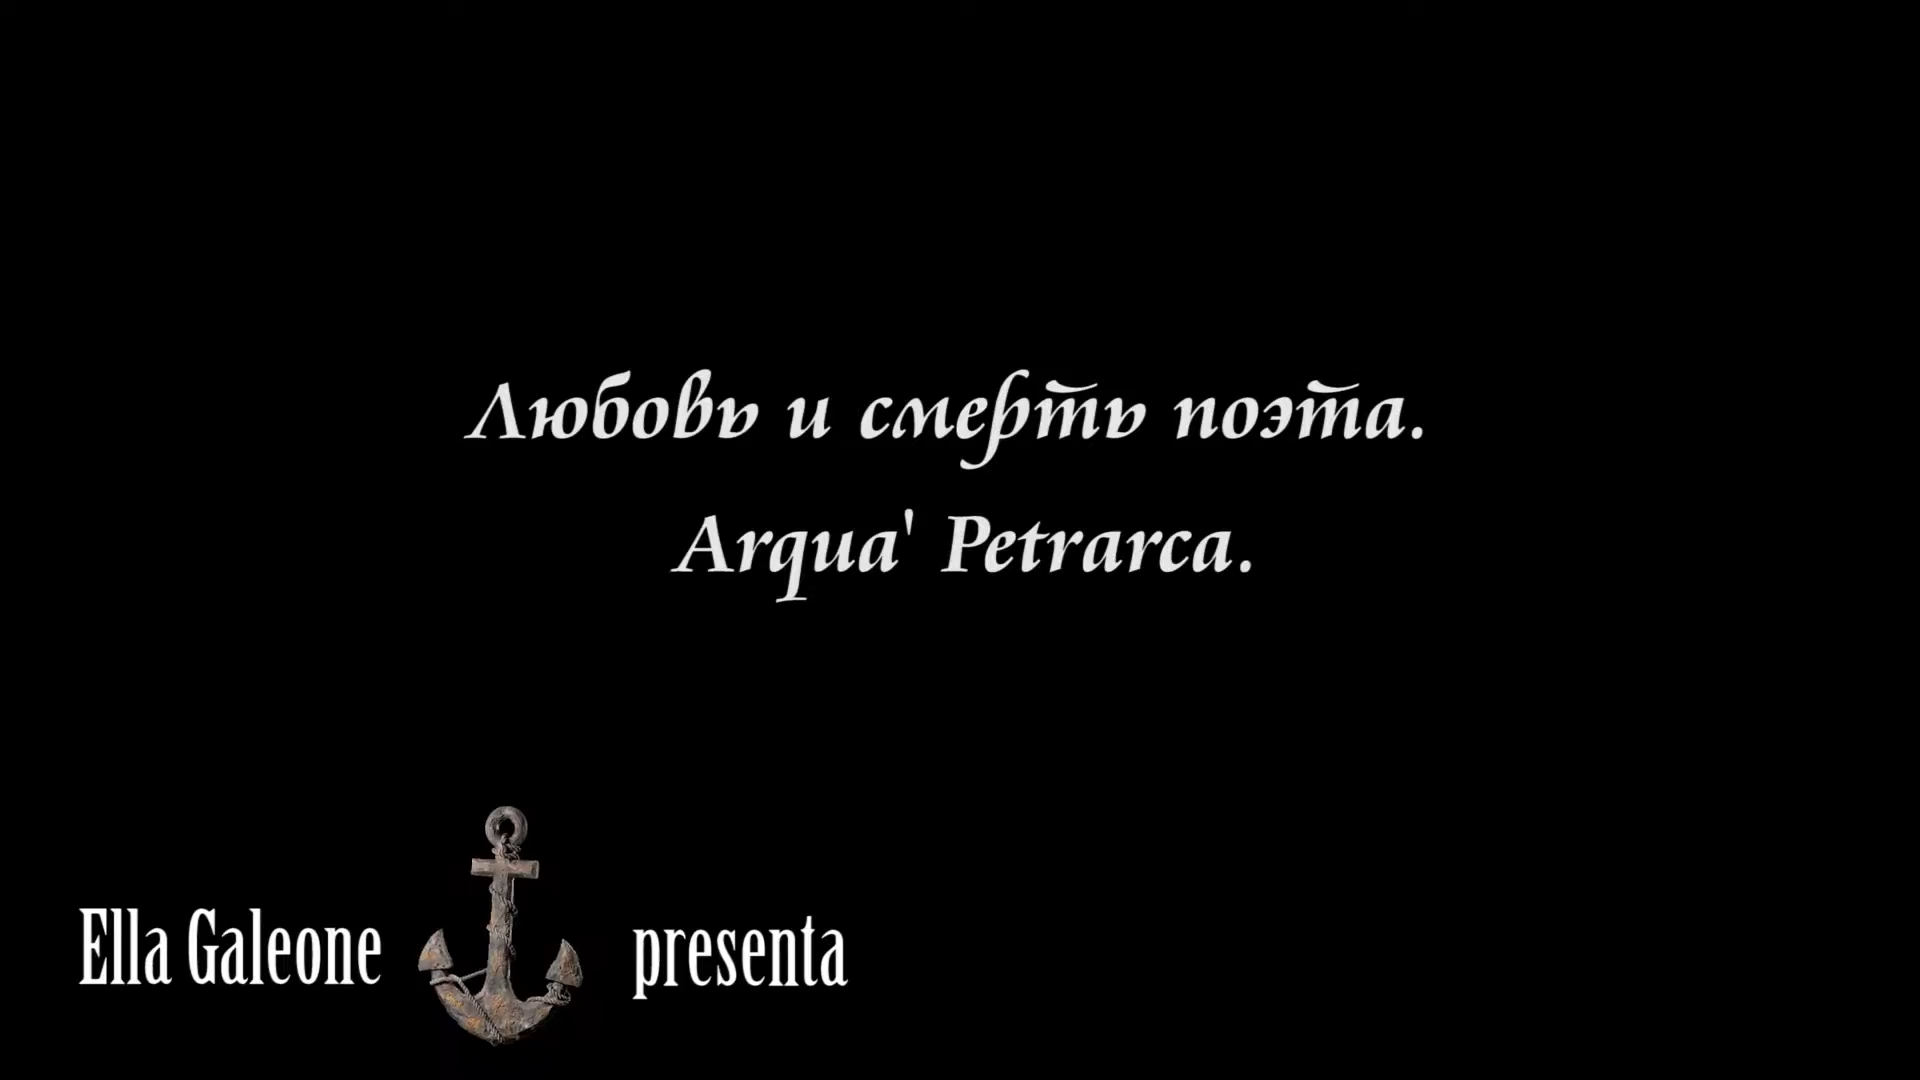 Любовь и смерть поэта.
Arqua' Petrarca.
Ella Galeone presenta